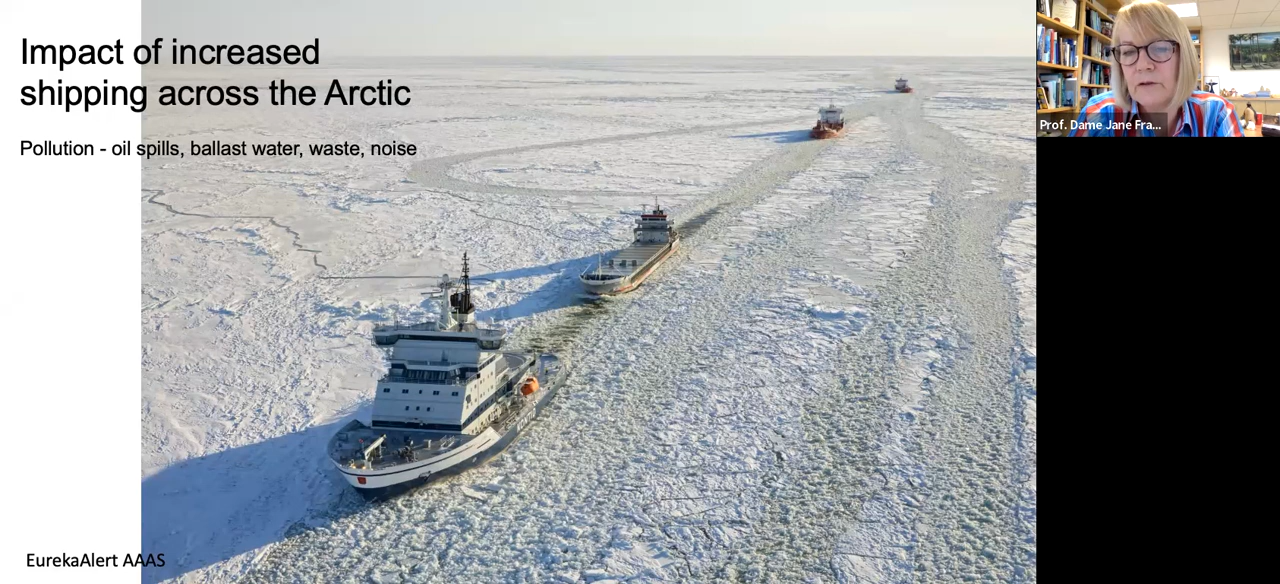 Impact of increased
shipping across the Arctic
Pollution - oil spills, ballast water, waste, noise
Prof. Dame Jane Fra...
EurekaAlert AAAS